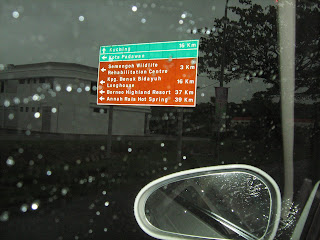 Kuching 16 Km
Kota Padawan
Semengoh Wildlife
Rehabilitation Centre 3 Km
Kpg. Benuk Bidayuh
Longhouse 16 Km
Borneo Highland Resort 37 Km
Annah Rais Hot Spring 39 Km